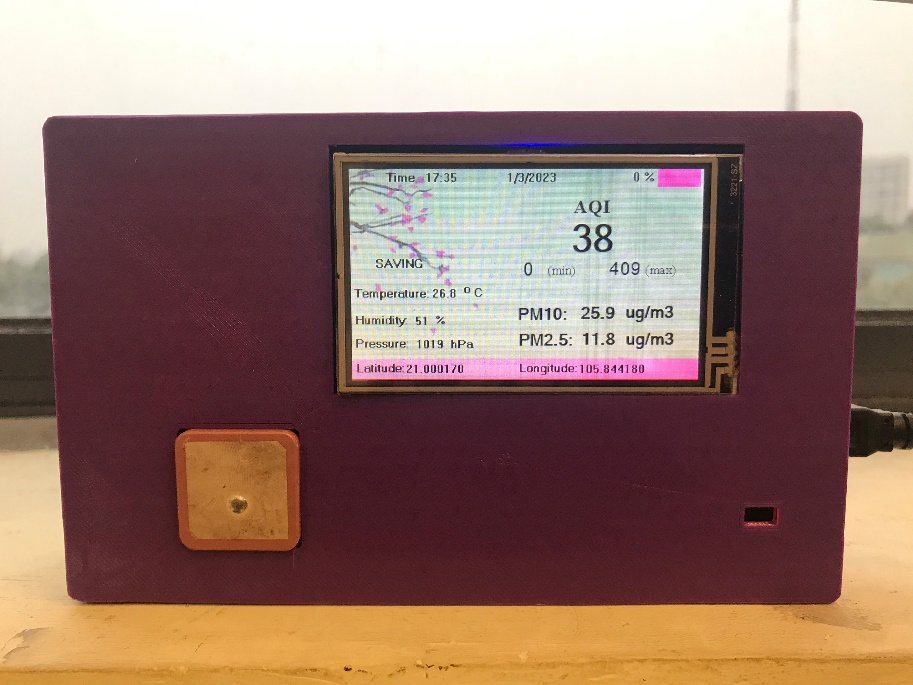 Time 17:35 1/3/2023 0 %
AQI
38
SAVING
0 (min) 409 (max)
Temperature: 26.8 ° C
Humidity: 51 %
Pressure: 1019 hPa
PM10: 25.9 ug/m3
PM2.5: 11.8 ug/m3
Latitude:21.000170 Longitude:105.844180